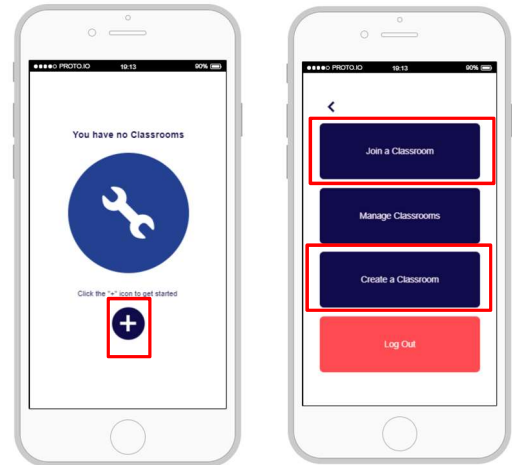 PROTO.IO 19:13 90%
You have no Classrooms
Click the "+" icon to get started
PROTO.IO 19:13 90%
Join a Classroom
Manage Classrooms
Create a Classroom
Log Out